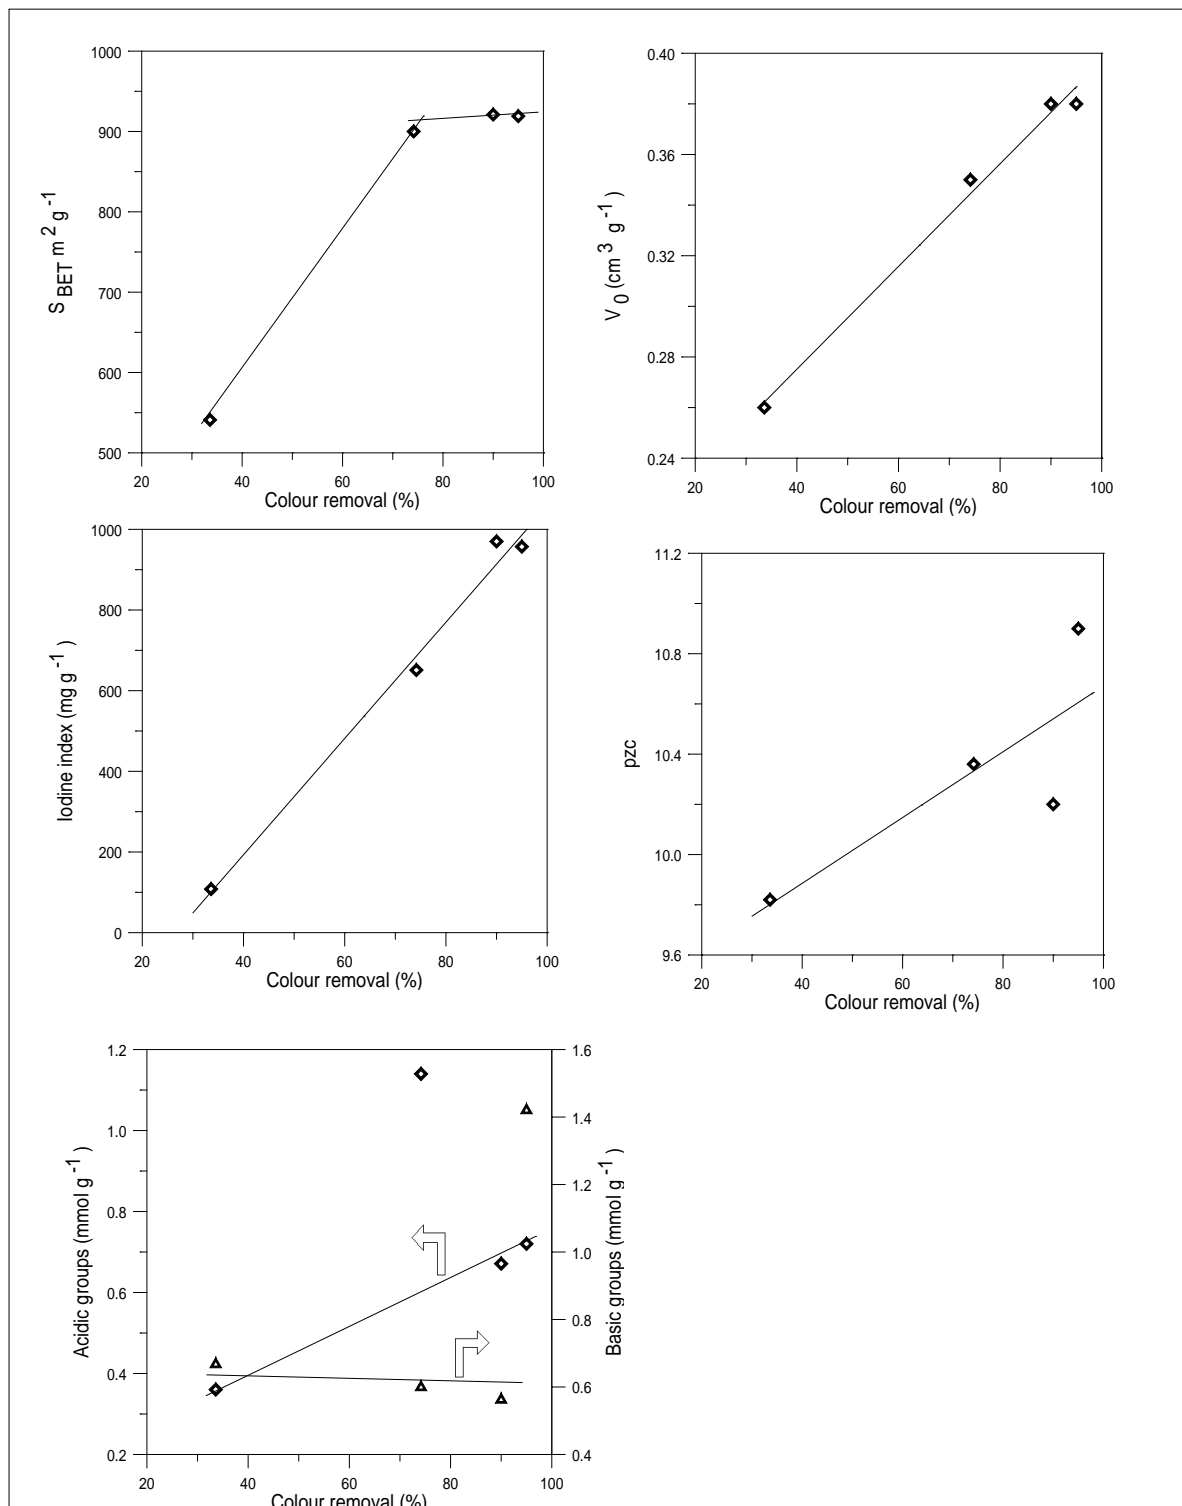 1000
900
800
700
600
500
20 40 60 80 100
Colour removal (%)
S BET m 2 g -1
0.40
0.36
0.32
0.28
0.24
20 40 60 80 100
Colour removal (%)
V 0 (cm 3 g -1 )
1000
800
600
400
200
0
20 40 60 80 100
Colour removal (%)
Iodine index (mg g -1 )
11.2
10.8
10.4
10.0
9.6
20 40 60 80 100
Colour removal (%)
pzc
1.2
1.0
0.8
0.6
0.4
0.2
Acidic groups (mmol g -1 )
1.6
1.4
1.2
1.0
0.8
0.6
0.4
Basic groups (mmol g -1 )
20 40 60 80 100
Colour removal (%)